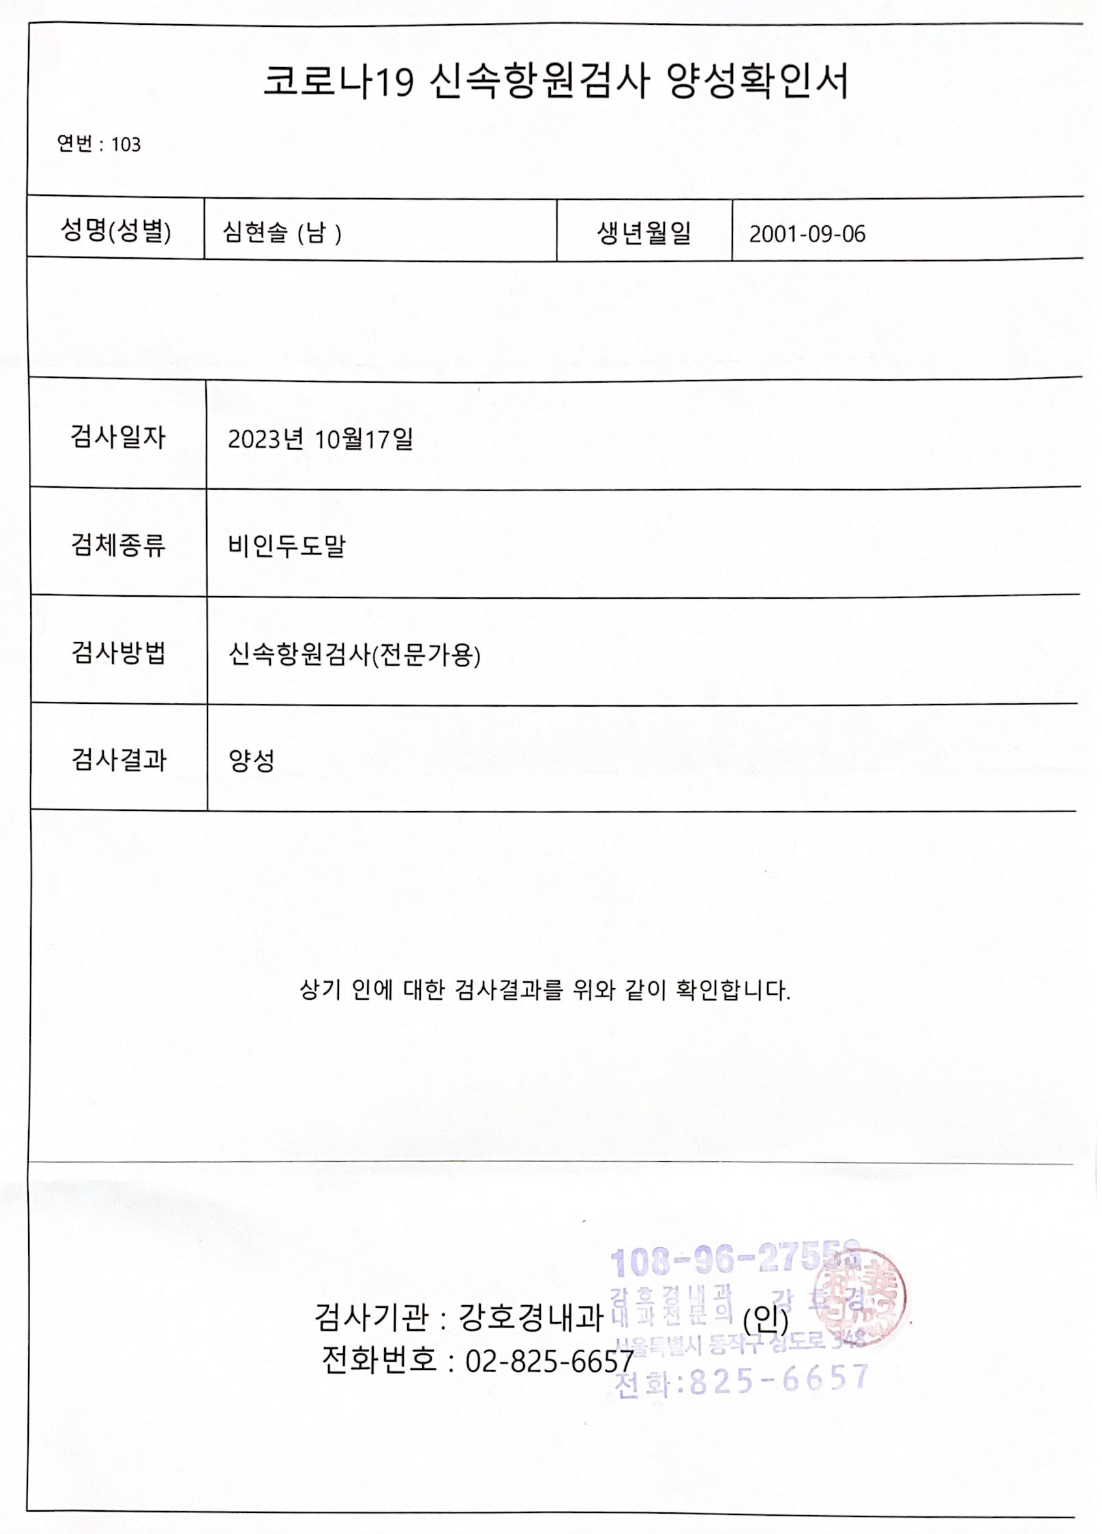 코로나19 신속항원검사 양성확인서
연번 : 103
성명(성별) 심현솔 (남 ) 생년월일 2001-09-06
검사일자 2023년 10월17일
검체종류 비인두도말
검사방법 신속항원검사(전문가용)
검사결과 양성
상기 인에 대한 검사결과를 위와 같이 확인합니다.
108-96-27558
강호경내과 강호경
내과전문의
검사기관 : 강호경내과 (인)
서울특별시 동작구 상도로 348
전화번호 : 02-825-6657
전화:825-6657